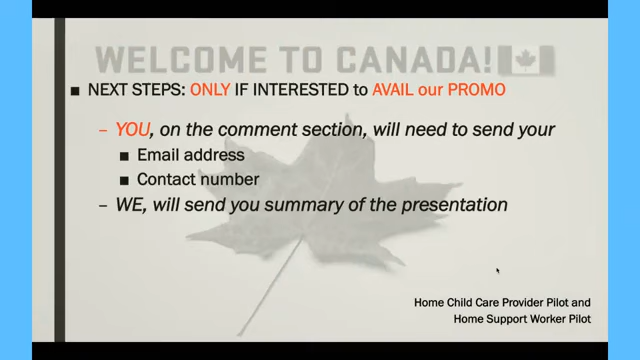 WELCOME TO CANADA!
NEXT STEPS: ONLY IF INTERESTED to AVAIL our PROMO
– YOU, on the comment section, will need to send your
Email address
Contact number
– WE, will send you summary of the presentation
Home Child Care Provider Pilot and
Home Support Worker Pilot